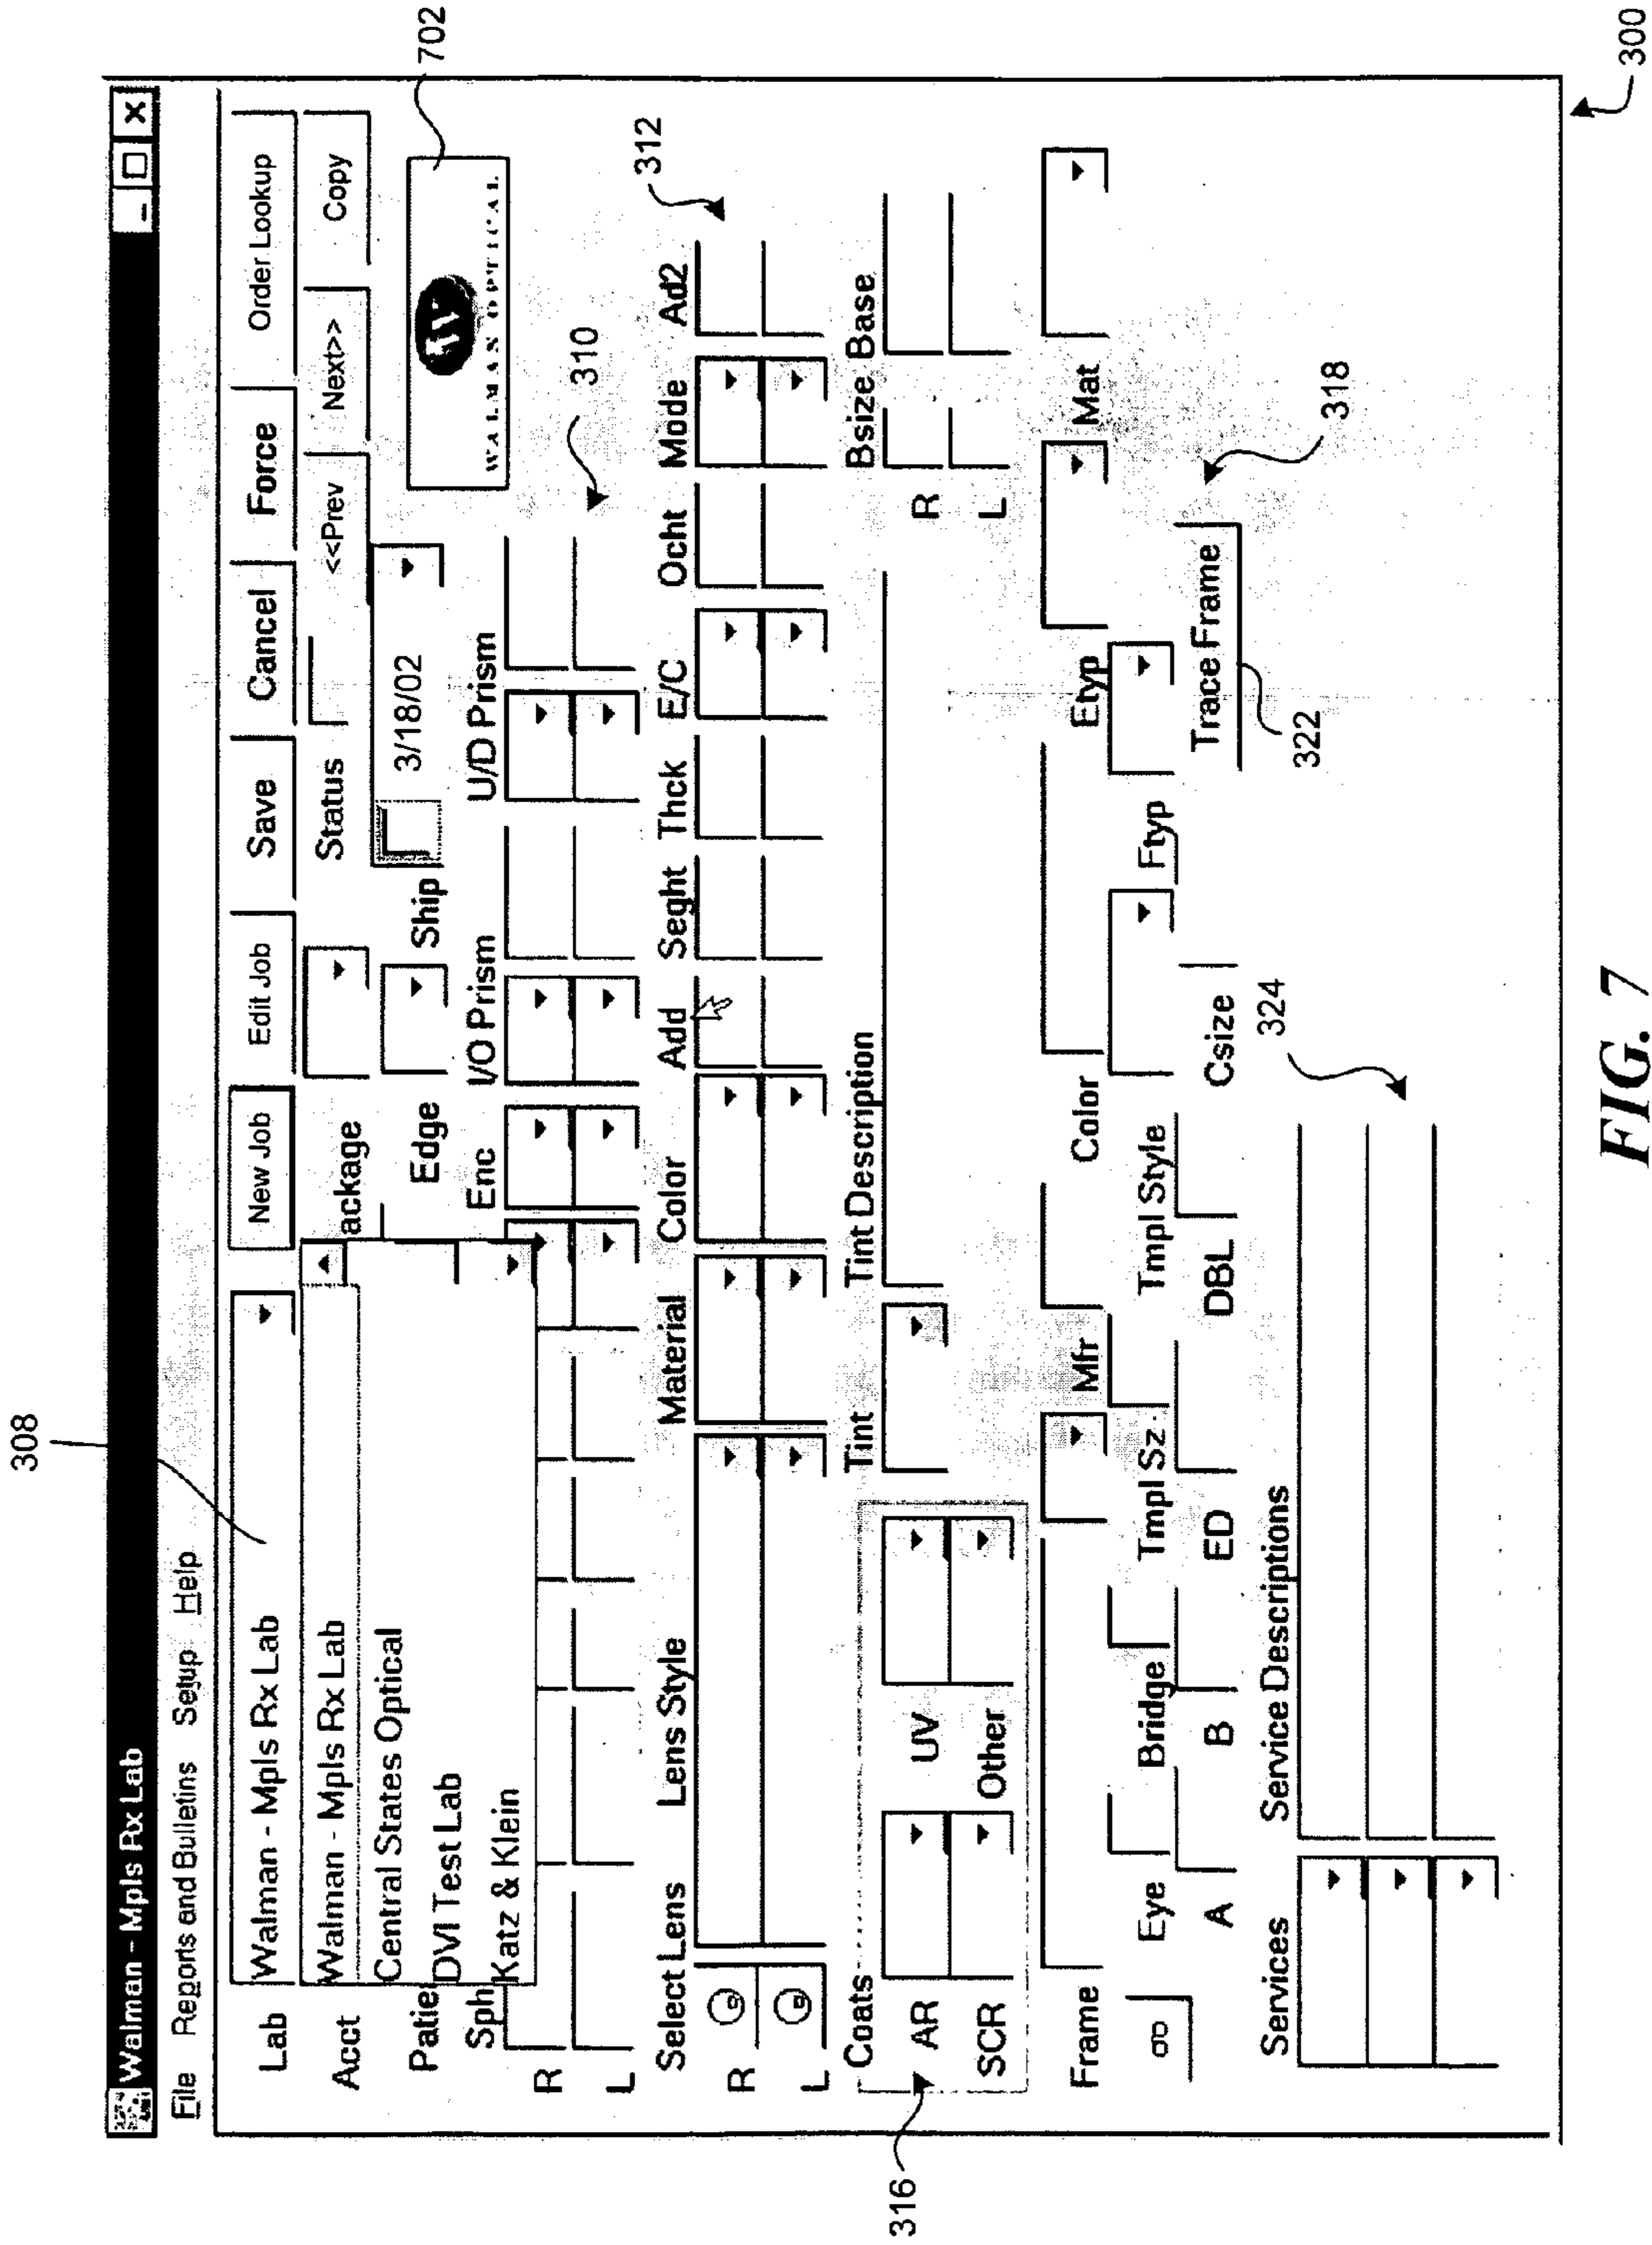 308
Walman - Mpls Rx Lab
File Reports and Bulletins Setup Help
Lab Walman - Mpls Rx Lab New Job Edit Job Save Cancel Force Order Lookup
Acct Walman - Mpls Rx Lab ackage Status <<Prev Next>> Copy
Central States Optical
Patie DVI Test Lab Edge Ship 3/18/02
702
WALMAN OPTICAL
Sph Katz & Klein Enc I/O Prism U/D Prism
R
L
310
Select Lens Lens Style Material Color Add Seght Thck E/C Ocht Mode Ad2
312
R
L
Coats Tint Tint Description Bsize Base
316
AR UV R
SCR Other L
Frame Mfr Color Mat
Eye Bridge Tmpl Sz Tmpl Style Ftyp Etyp
A B ED DBL Csize Trace Frame
318
322
Services Service Descriptions
324
300
FIG. 7